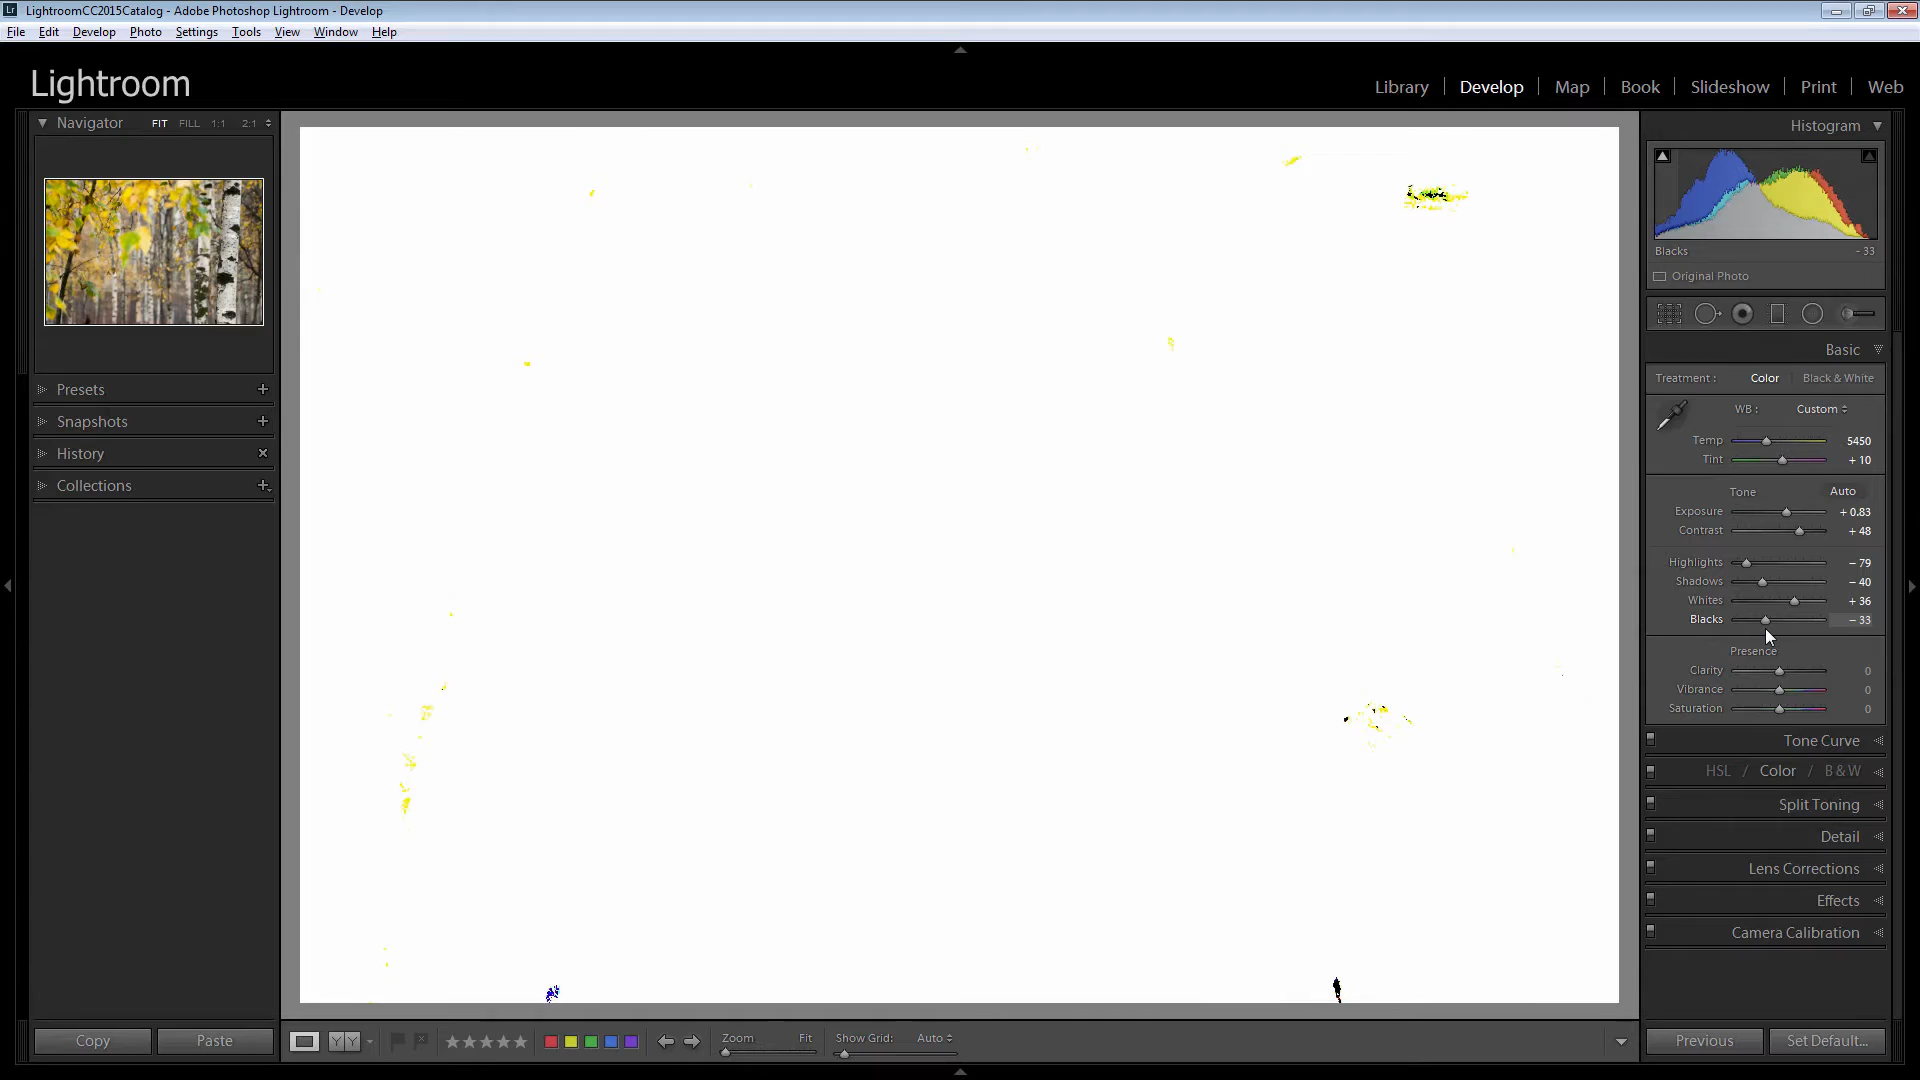 LightroomCC2015Catalog - Adobe Photoshop Lightroom - Develop
File Edit Develop Photo Settings Tools View Window Help
Lightroom
Library | Develop | Map | Book | Slideshow | Print | Web
Navigator FIT FILL 1:1 2:1
Presets
Snapshots
History
Collections
Copy Paste
Zoom Fit
Show Grid: Auto
Histogram
Blacks - 33
Original Photo
Basic
Treatment : Color Black & White
WB : Custom
Temp 5450
Tint + 10
Tone Auto
Exposure + 0.83
Contrast + 48
Highlights - 79
Shadows - 40
Whites + 36
Blacks - 33
Presence
Clarity 0
Vibrance 0
Saturation 0
Tone Curve
HSL / Color / B & W
Split Toning
Detail
Lens Corrections
Effects
Camera Calibration
Previous Set Default...